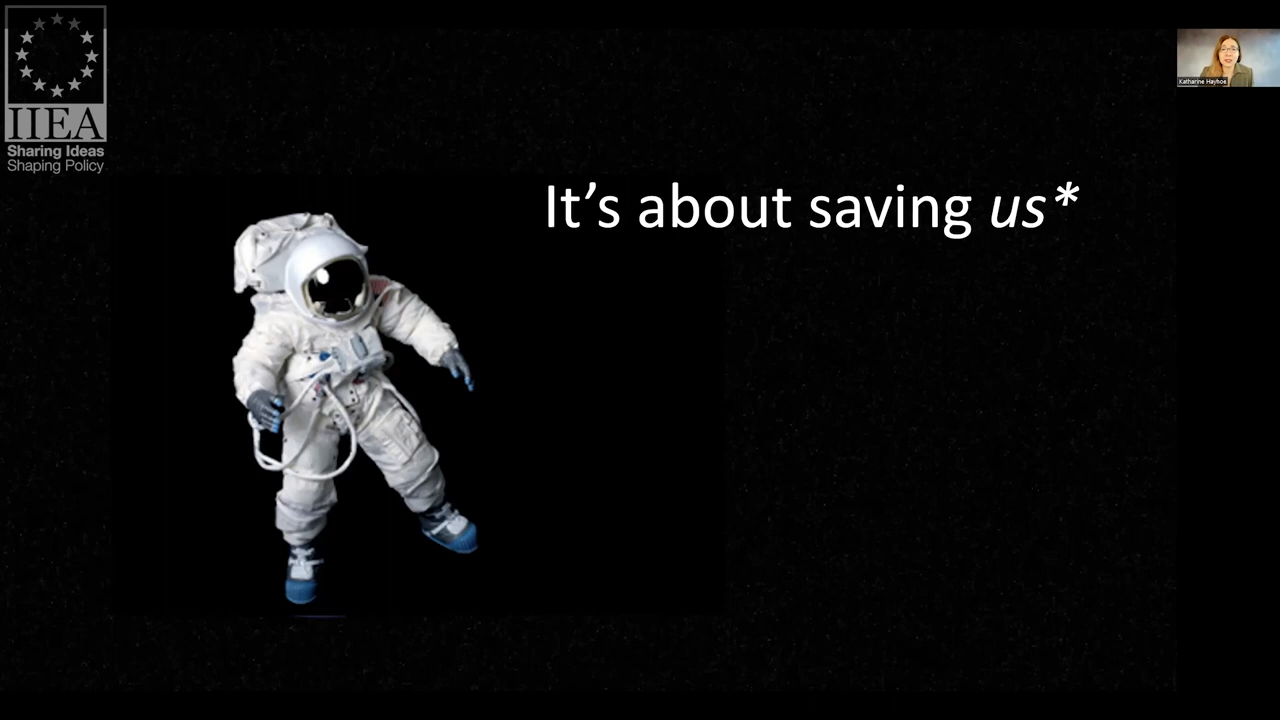 IIEA
Sharing Ideas
Shaping Policy
It’s about saving us*
Katharine Hayhoe